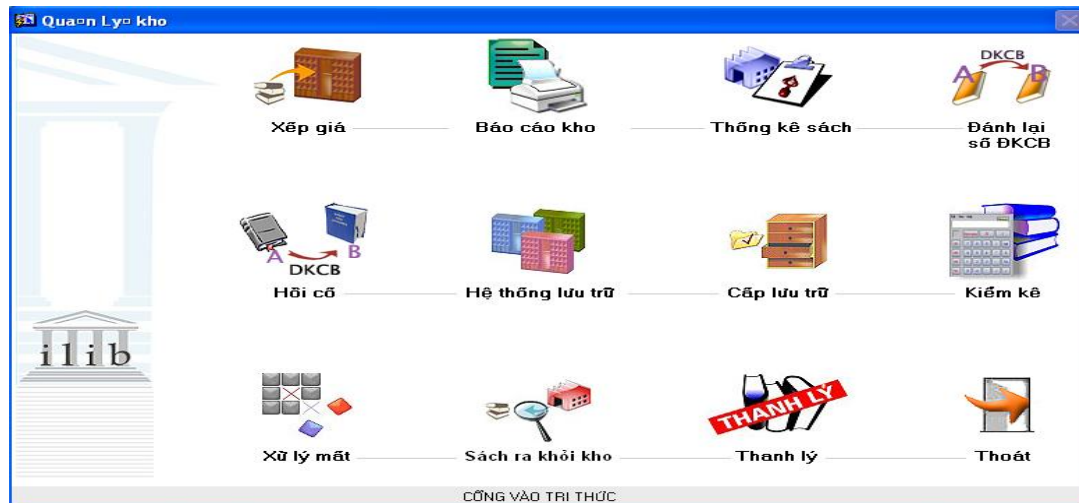 Qua¤n Ly¤ kho
DKCB
A B
Xếp giá
Báo cáo kho
Thống kê sách
Đánh lại
số ĐKCB
A B
DKCB
Hồi cố
Hệ thống lưu trữ
Cấp lưu trữ
Kiểm kê
ilib
THANH LÝ
Xử lý mất
Sách ra khỏi kho
Thanh lý
Thoát
CỔNG VÀO TRI THỨC